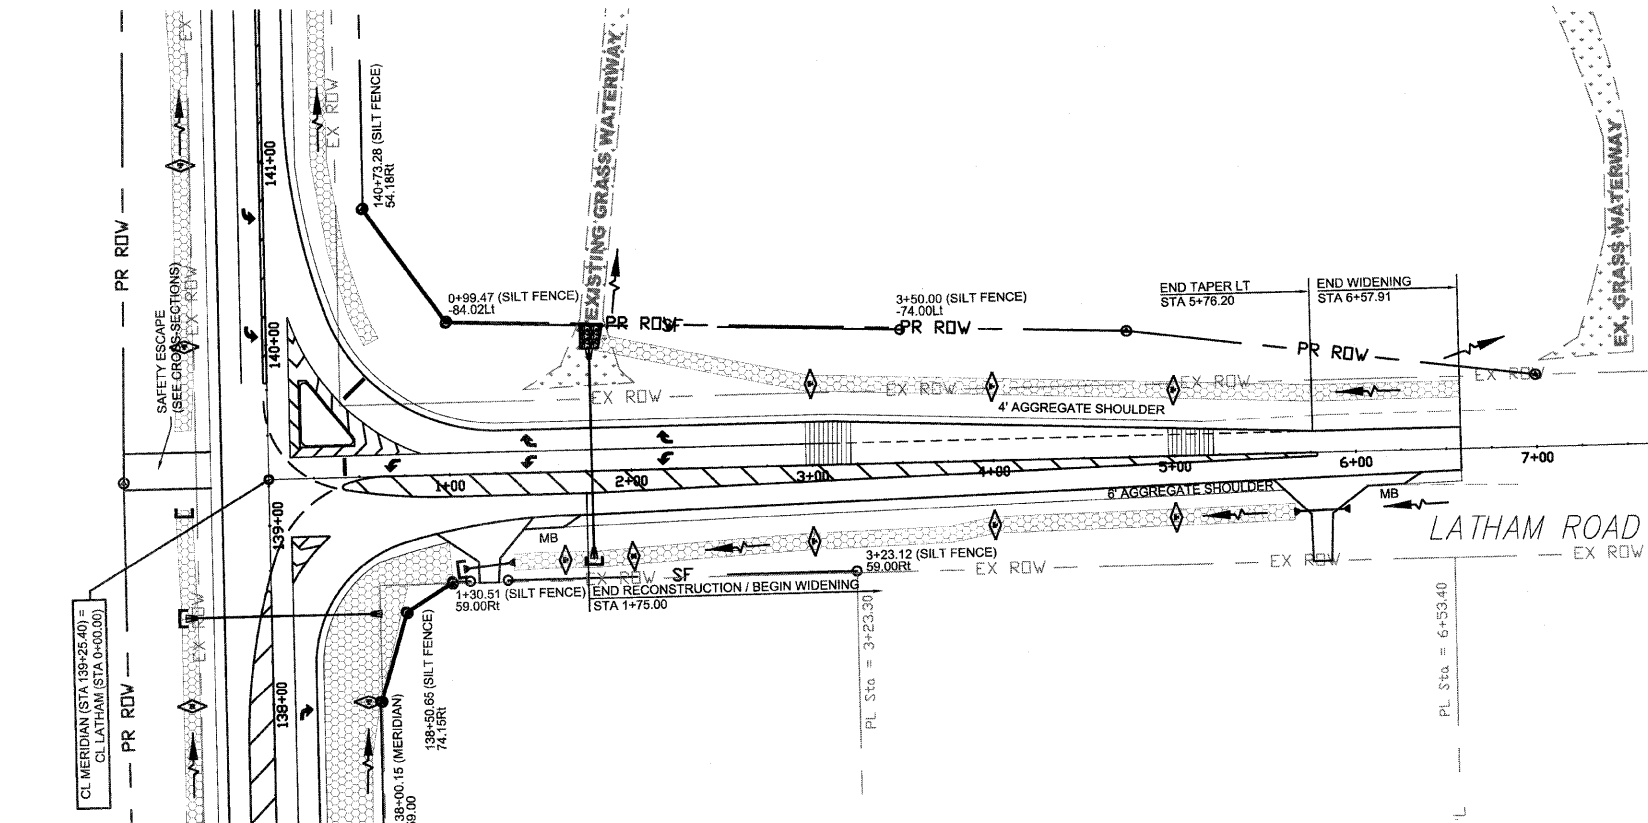 EX ROW
EX ROW
141+00
140+73.28 (SILT FENCE)
54.18Rt
EXISTING GRASS WATERWAY
EX. GRASS WATERWAY
PR ROW
EX ROW
SAFETY ESCAPE
(SEE CROSS-SECTIONS)
140+00
0+99.47 (SILT FENCE)
-84.02Lt
PR ROW
SF
3+50.00 (SILT FENCE)
-74.00Lt
PR ROW
END TAPER LT
STA 5+76.20
END WIDENING
STA 6+57.91
PR ROW
EX ROW
EX ROW
EX ROW
EX ROW
4' AGGREGATE SHOULDER
1+00
2+00
3+00
4+00
5+00
6+00
7+00
6' AGGREGATE SHOULDER
MB
MB
LATHAM ROAD
139+00
3+23.12 (SILT FENCE)
59.00Rt
EX ROW
SF
EX ROW
EX ROW
EX ROW
1+30.51 (SILT FENCE)
59.00Rt
END RECONSTRUCTION / BEGIN WIDENING
STA 1+75.00
CL MERIDIAN (STA 139+25.40) =
CL LATHAM (STA 0+00.00)
PR ROW
EX ROW
138+00
138+50.65 (SILT FENCE)
74.15Rt
38+00.15 (MERIDIAN)
9.00
PL Sta = 3+23.30
PL Sta = 6+53.40